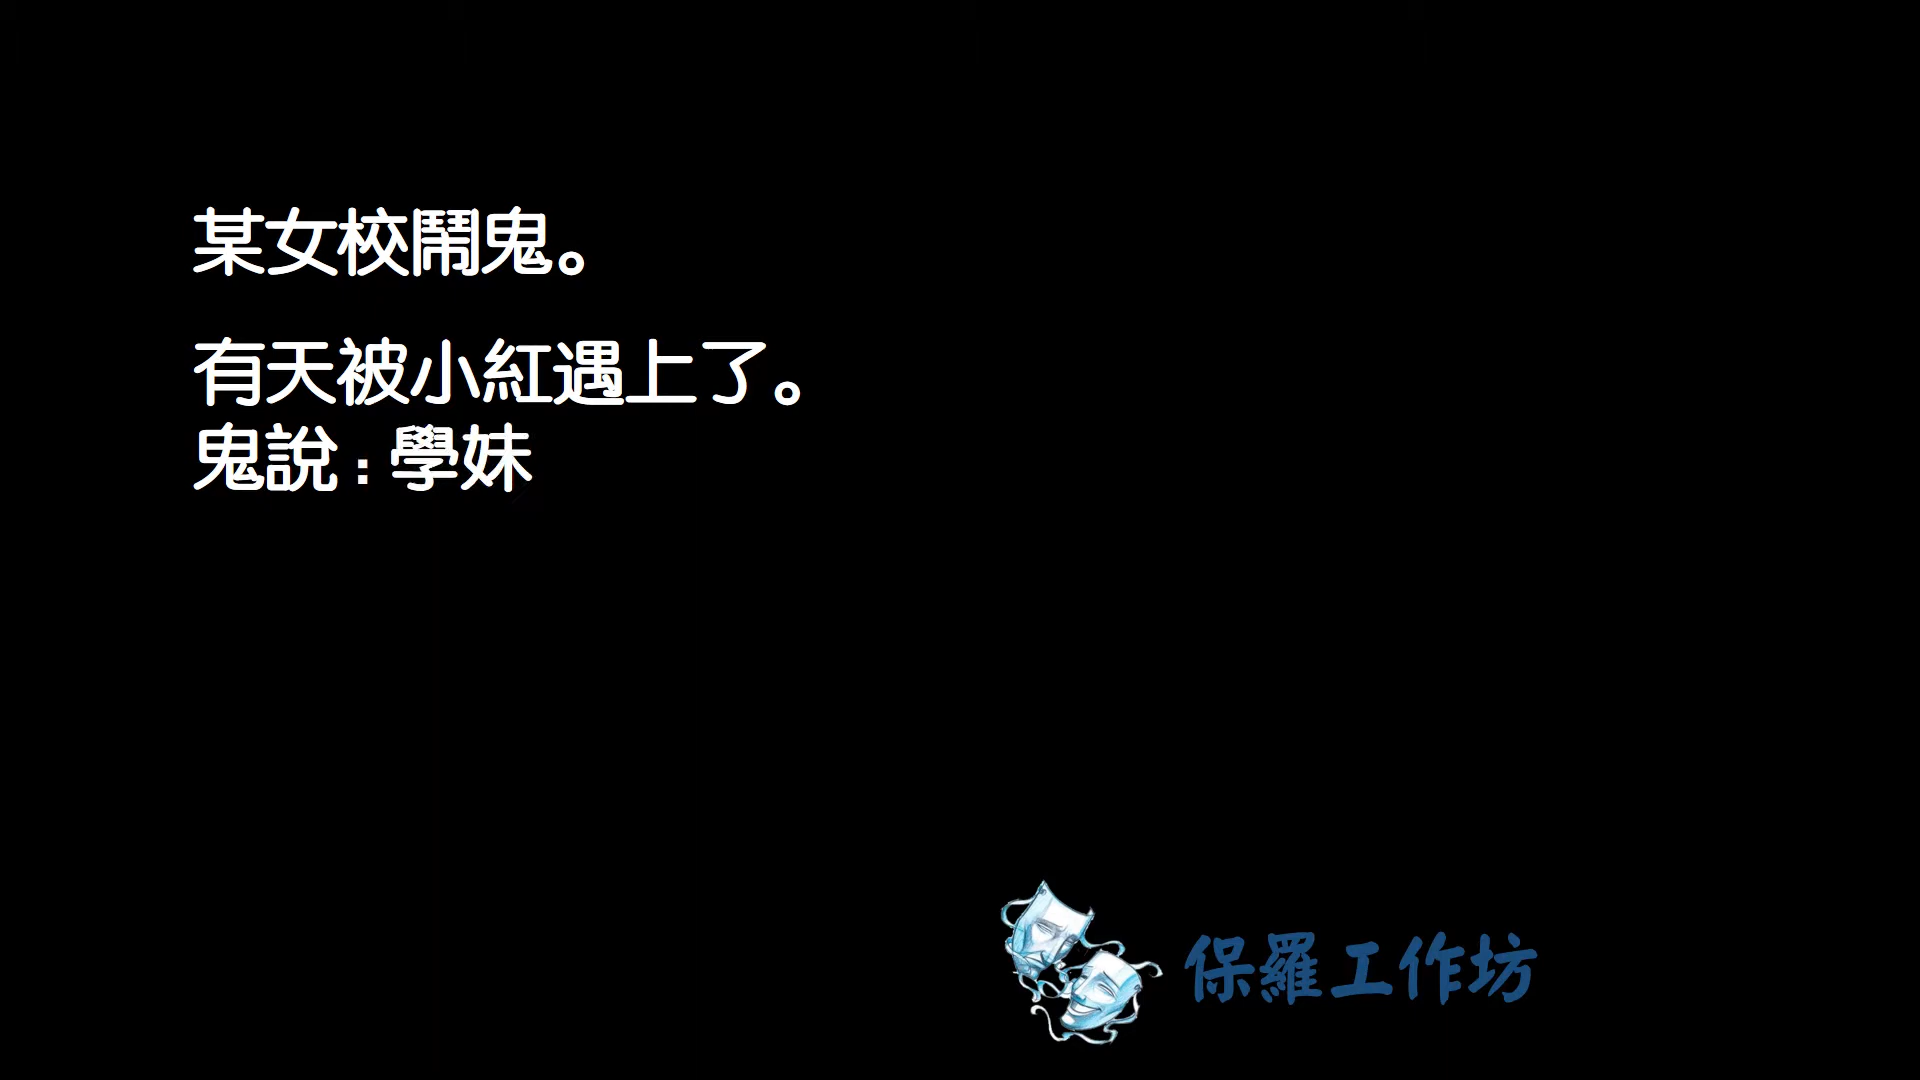 某女校鬧鬼。
有天被小紅遇上了。
鬼說：學妹
保羅工作坊